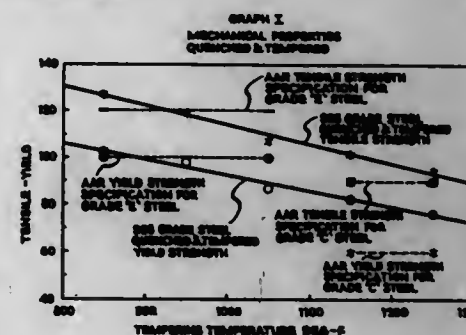 GRAPH I
MECHANICAL PROPERTIES
QUENCHED & TEMPERED
140
120
100
80
60
40
TENSILE-YIELD
AAR TENSILE STRENGTH
SPECIFICATION FOR
GRADE "E" STEEL
GRADE STEEL
QUENCHED & TEMPERED
TENSILE STRENGTH
AAR YIELD STRENGTH
SPECIFICATION FOR
GRADE "E" STEEL
GRADE STEEL
QUENCHED & TEMPERED
YIELD STRENGTH
AAR TENSILE STRENGTH
SPECIFICATION FOR
GRADE "C" STEEL
AAR YIELD STRENGTH
SPECIFICATION FOR
GRADE "C" STEEL
800
900
1000
1100
1200
TEMPERING TEMPERATURE